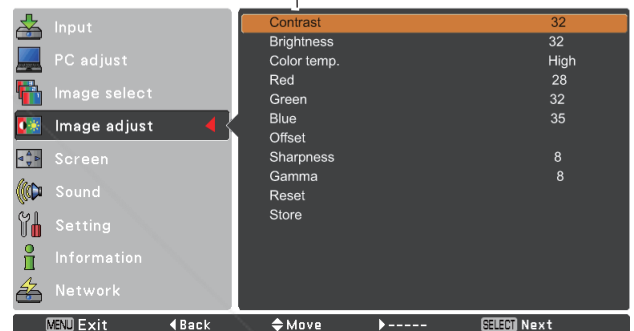 Input
PC adjust
Image select
Image adjust
Screen
Sound
Setting
Information
Network
Contrast 32
Brightness 32
Color temp. High
Red 28
Green 32
Blue 35
Offset
Sharpness 8
Gamma 8
Reset
Store
MENU Exit Back Move ----- SELECT Next